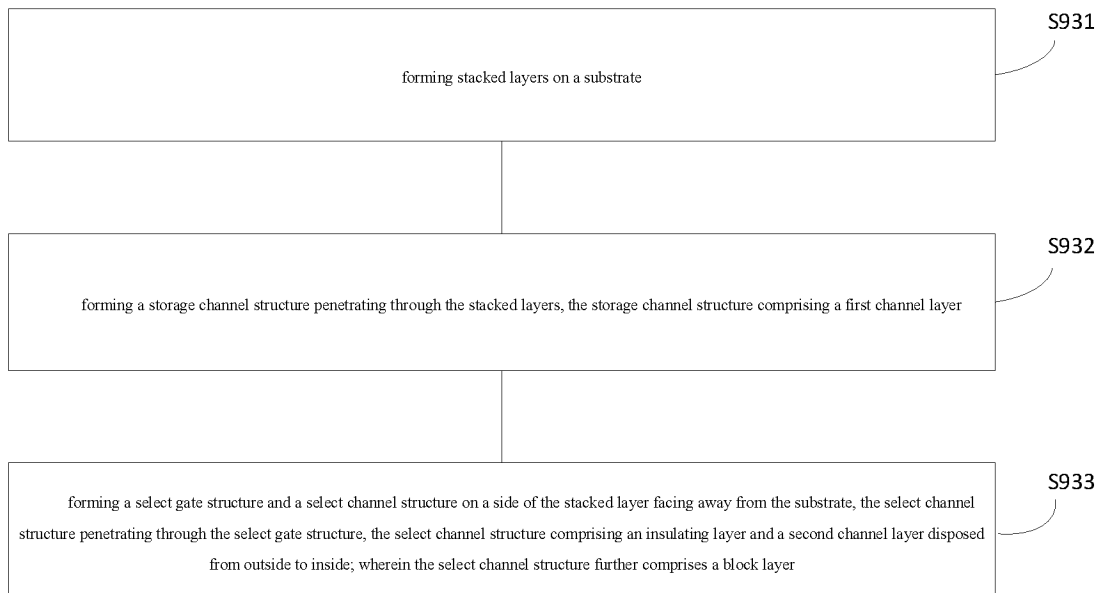 S931
forming stacked layers on a substrate
S932
forming a storage channel structure penetrating through the stacked layers, the storage channel structure comprising a first channel layer
S933
forming a select gate structure and a select channel structure on a side of the stacked layer facing away from the substrate, the select channel
structure penetrating through the select gate structure, the select channel structure comprising an insulating layer and a second channel layer disposed
from outside to inside; wherein the select channel structure further comprises a block layer